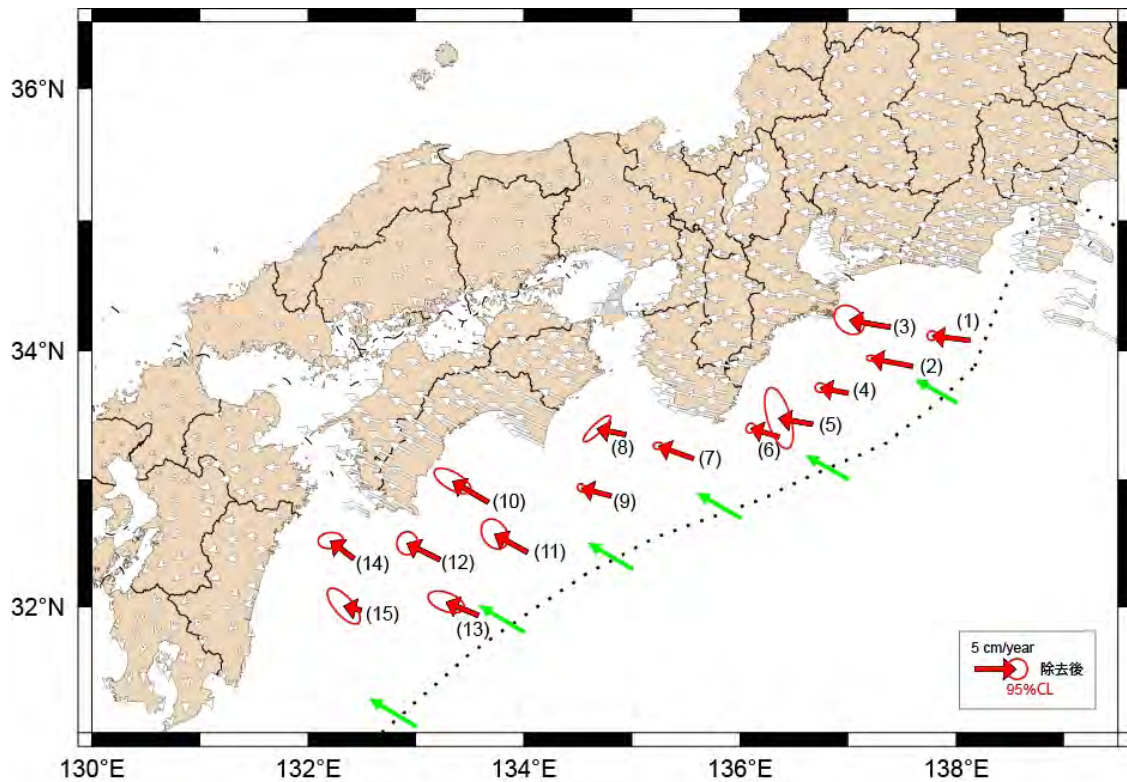 36°N
34°N
32°N
(1)
(3)
(2)
(4)
(5)
(6)
(8)
(7)
(9)
(10)
(11)
(14)
(12)
(15)
(13)
5 cm/year
除去後
95%CL
130°E
132°E
134°E
136°E
138°E